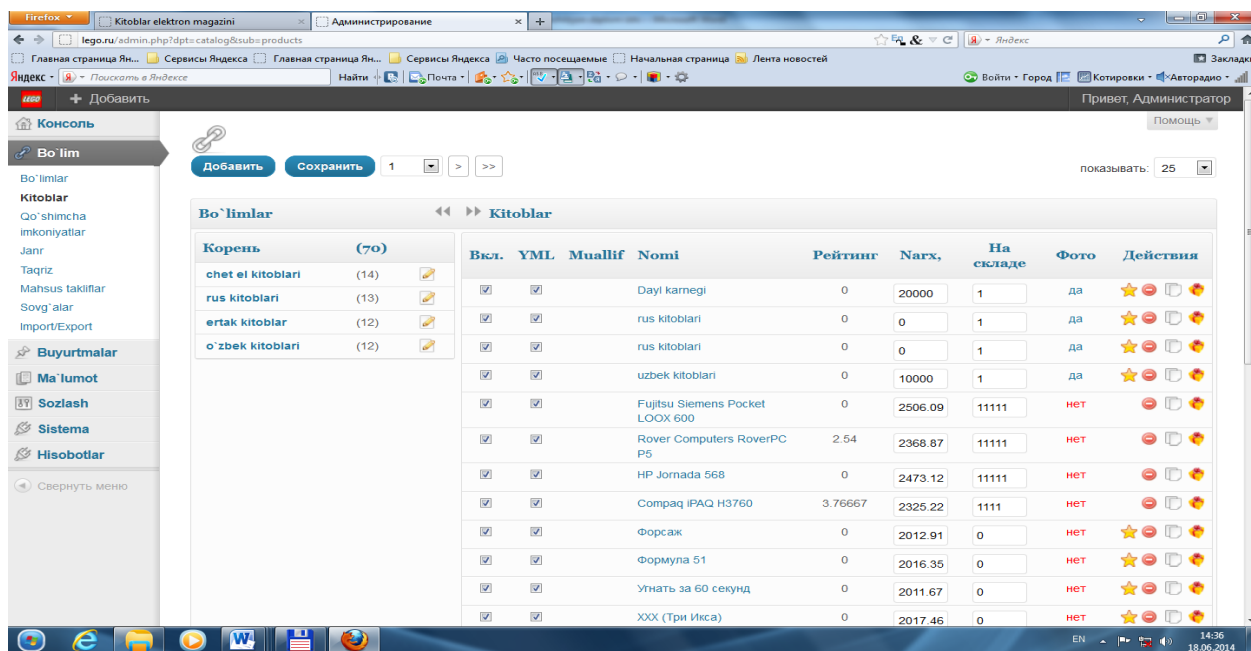 Firefox
Kitoblar elektron magazini
Администрирование
lego.ru/admin.php?dpt=catalog&sub=products
Яндекс
Главная страница Ян... Сервисы Яндекса Главная страница Ян... Сервисы Яндекса Часто посещаемые Начальная страница Лента новостей Закладки
Яндекс Поискать в Яндексе Найти Почта Войти Город Котировки Авторадио
LEGO + Добавить Привет, Администратор
Консоль
Bo`lim
Bo`limlar
Kitoblar
Qo`shimcha
imkoniyatlar
Janr
Taqriz
Mahsus takliflar
Sovg`alar
Import/Export
Buyurtmalar
Ma`lumot
Sozlash
Sistema
Hisobotlar
Свернуть меню
Помощь
Добавить Сохранить 1 > >> показывать: 25
Bo`limlar Kitoblar
Корень (70)
chet el kitoblari (14)
rus kitoblari (13)
ertak kitoblar (12)
o`zbek kitoblari (12)
Вкл. YML Muallif Nomi Рейтинг Narx, На
складе Фото Действия
Dayl karnegi 0 20000 1 да
rus kitoblari 0 0 1 да
rus kitoblari 0 0 1 да
uzbek kitoblari 0 10000 1 да
Fujitsu Siemens Pocket
LOOX 600 0 2506.09 11111 нет
Rover Computers RoverPC
P5 2.54 2368.87 11111 нет
HP Jornada 568 0 2473.12 11111 нет
Compaq iPAQ H3760 3.76667 2325.22 1111 нет
Форсаж 0 2012.91 0 нет
Формула 51 0 2016.35 0 нет
Угнать за 60 секунд 0 2011.67 0 нет
XXX (Три Икса) 0 2017.46 0 нет
EN 14:36
18.06.2014